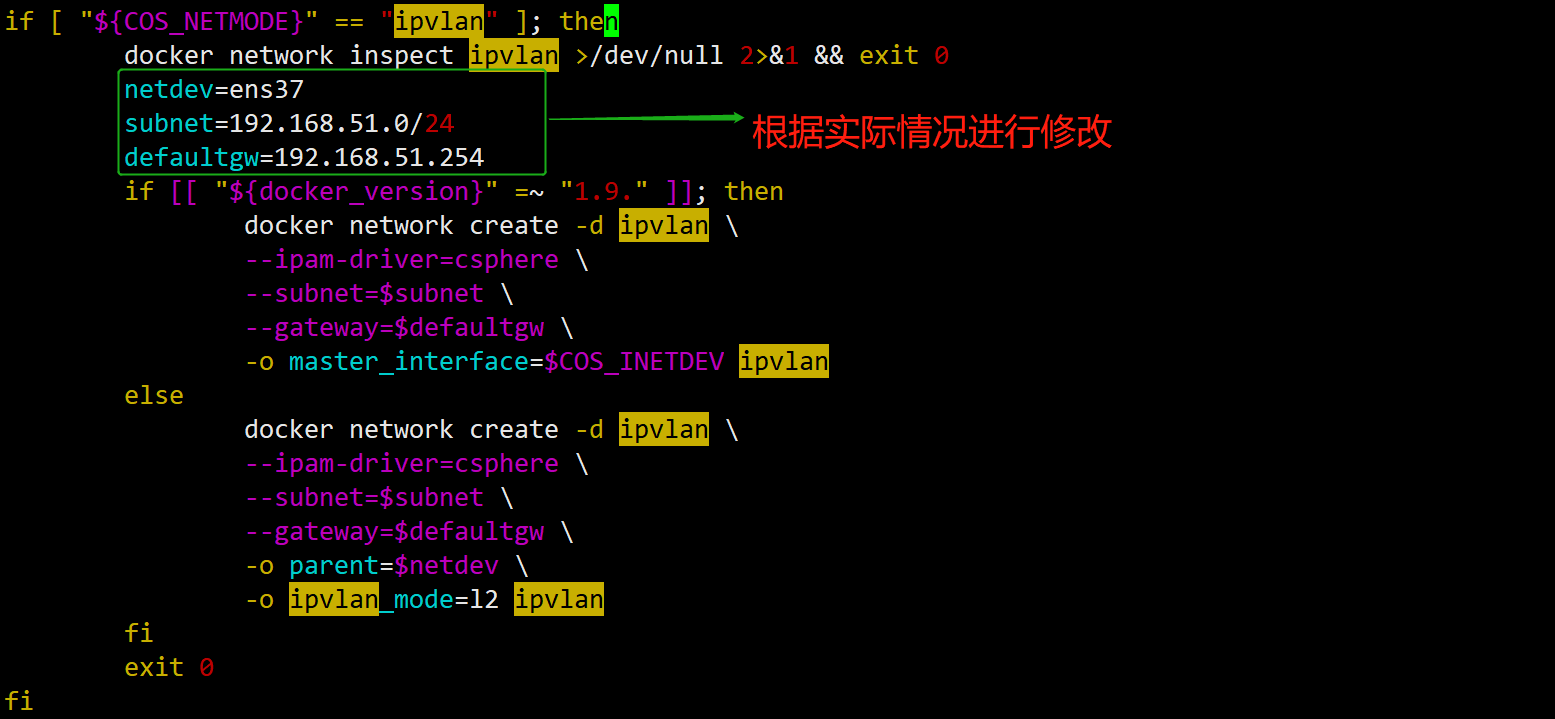 if [ "${COS_NETMODE}" == "ipvlan" ]; then
docker network inspect ipvlan >/dev/null 2>&1 && exit 0
netdev=ens37
subnet=192.168.51.0/24
defaultgw=192.168.51.254
根据实际情况进行修改
if [[ "${docker_version}" =~ "1.9." ]]; then
docker network create -d ipvlan \
--ipam-driver=csphere \
--subnet=$subnet \
--gateway=$defaultgw \
-o master_interface=$COS_INETDEV ipvlan
else
docker network create -d ipvlan \
--ipam-driver=csphere \
--subnet=$subnet \
--gateway=$defaultgw \
-o parent=$netdev \
-o ipvlan_mode=l2 ipvlan
fi
exit 0
fi